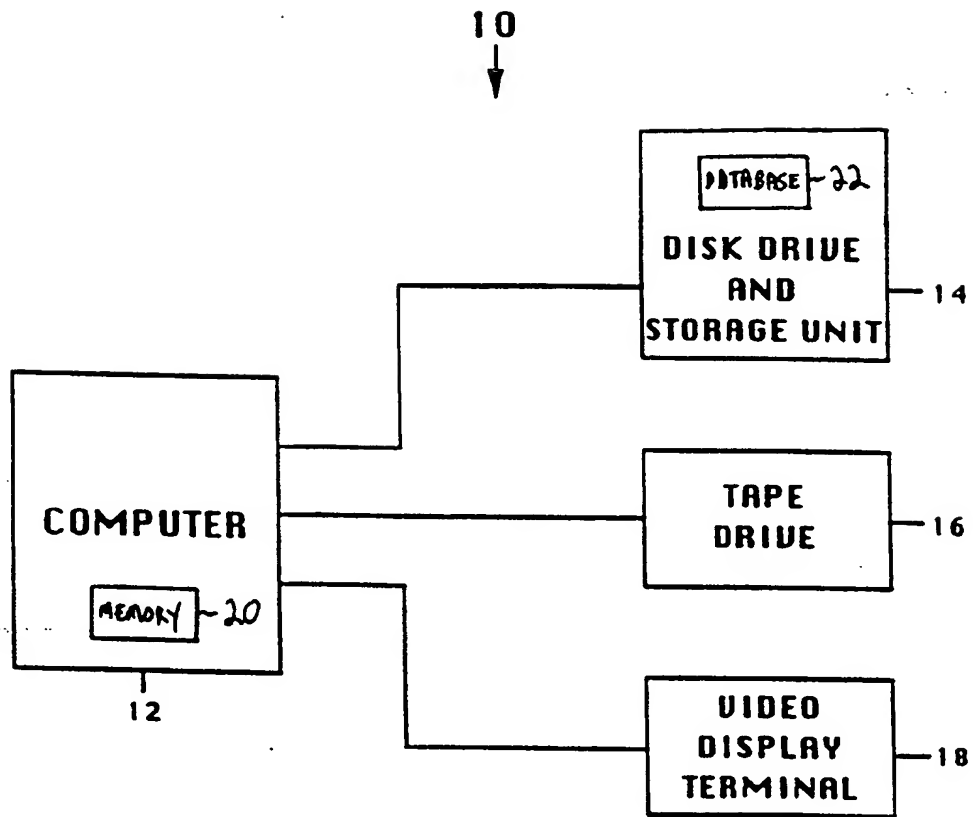 10
DATABASE 22
DISK DRIVE
AND
STORAGE UNIT
14
COMPUTER
MEMORY 20
12
TAPE
DRIVE
16
VIDEO
DISPLAY
TERMINAL
18